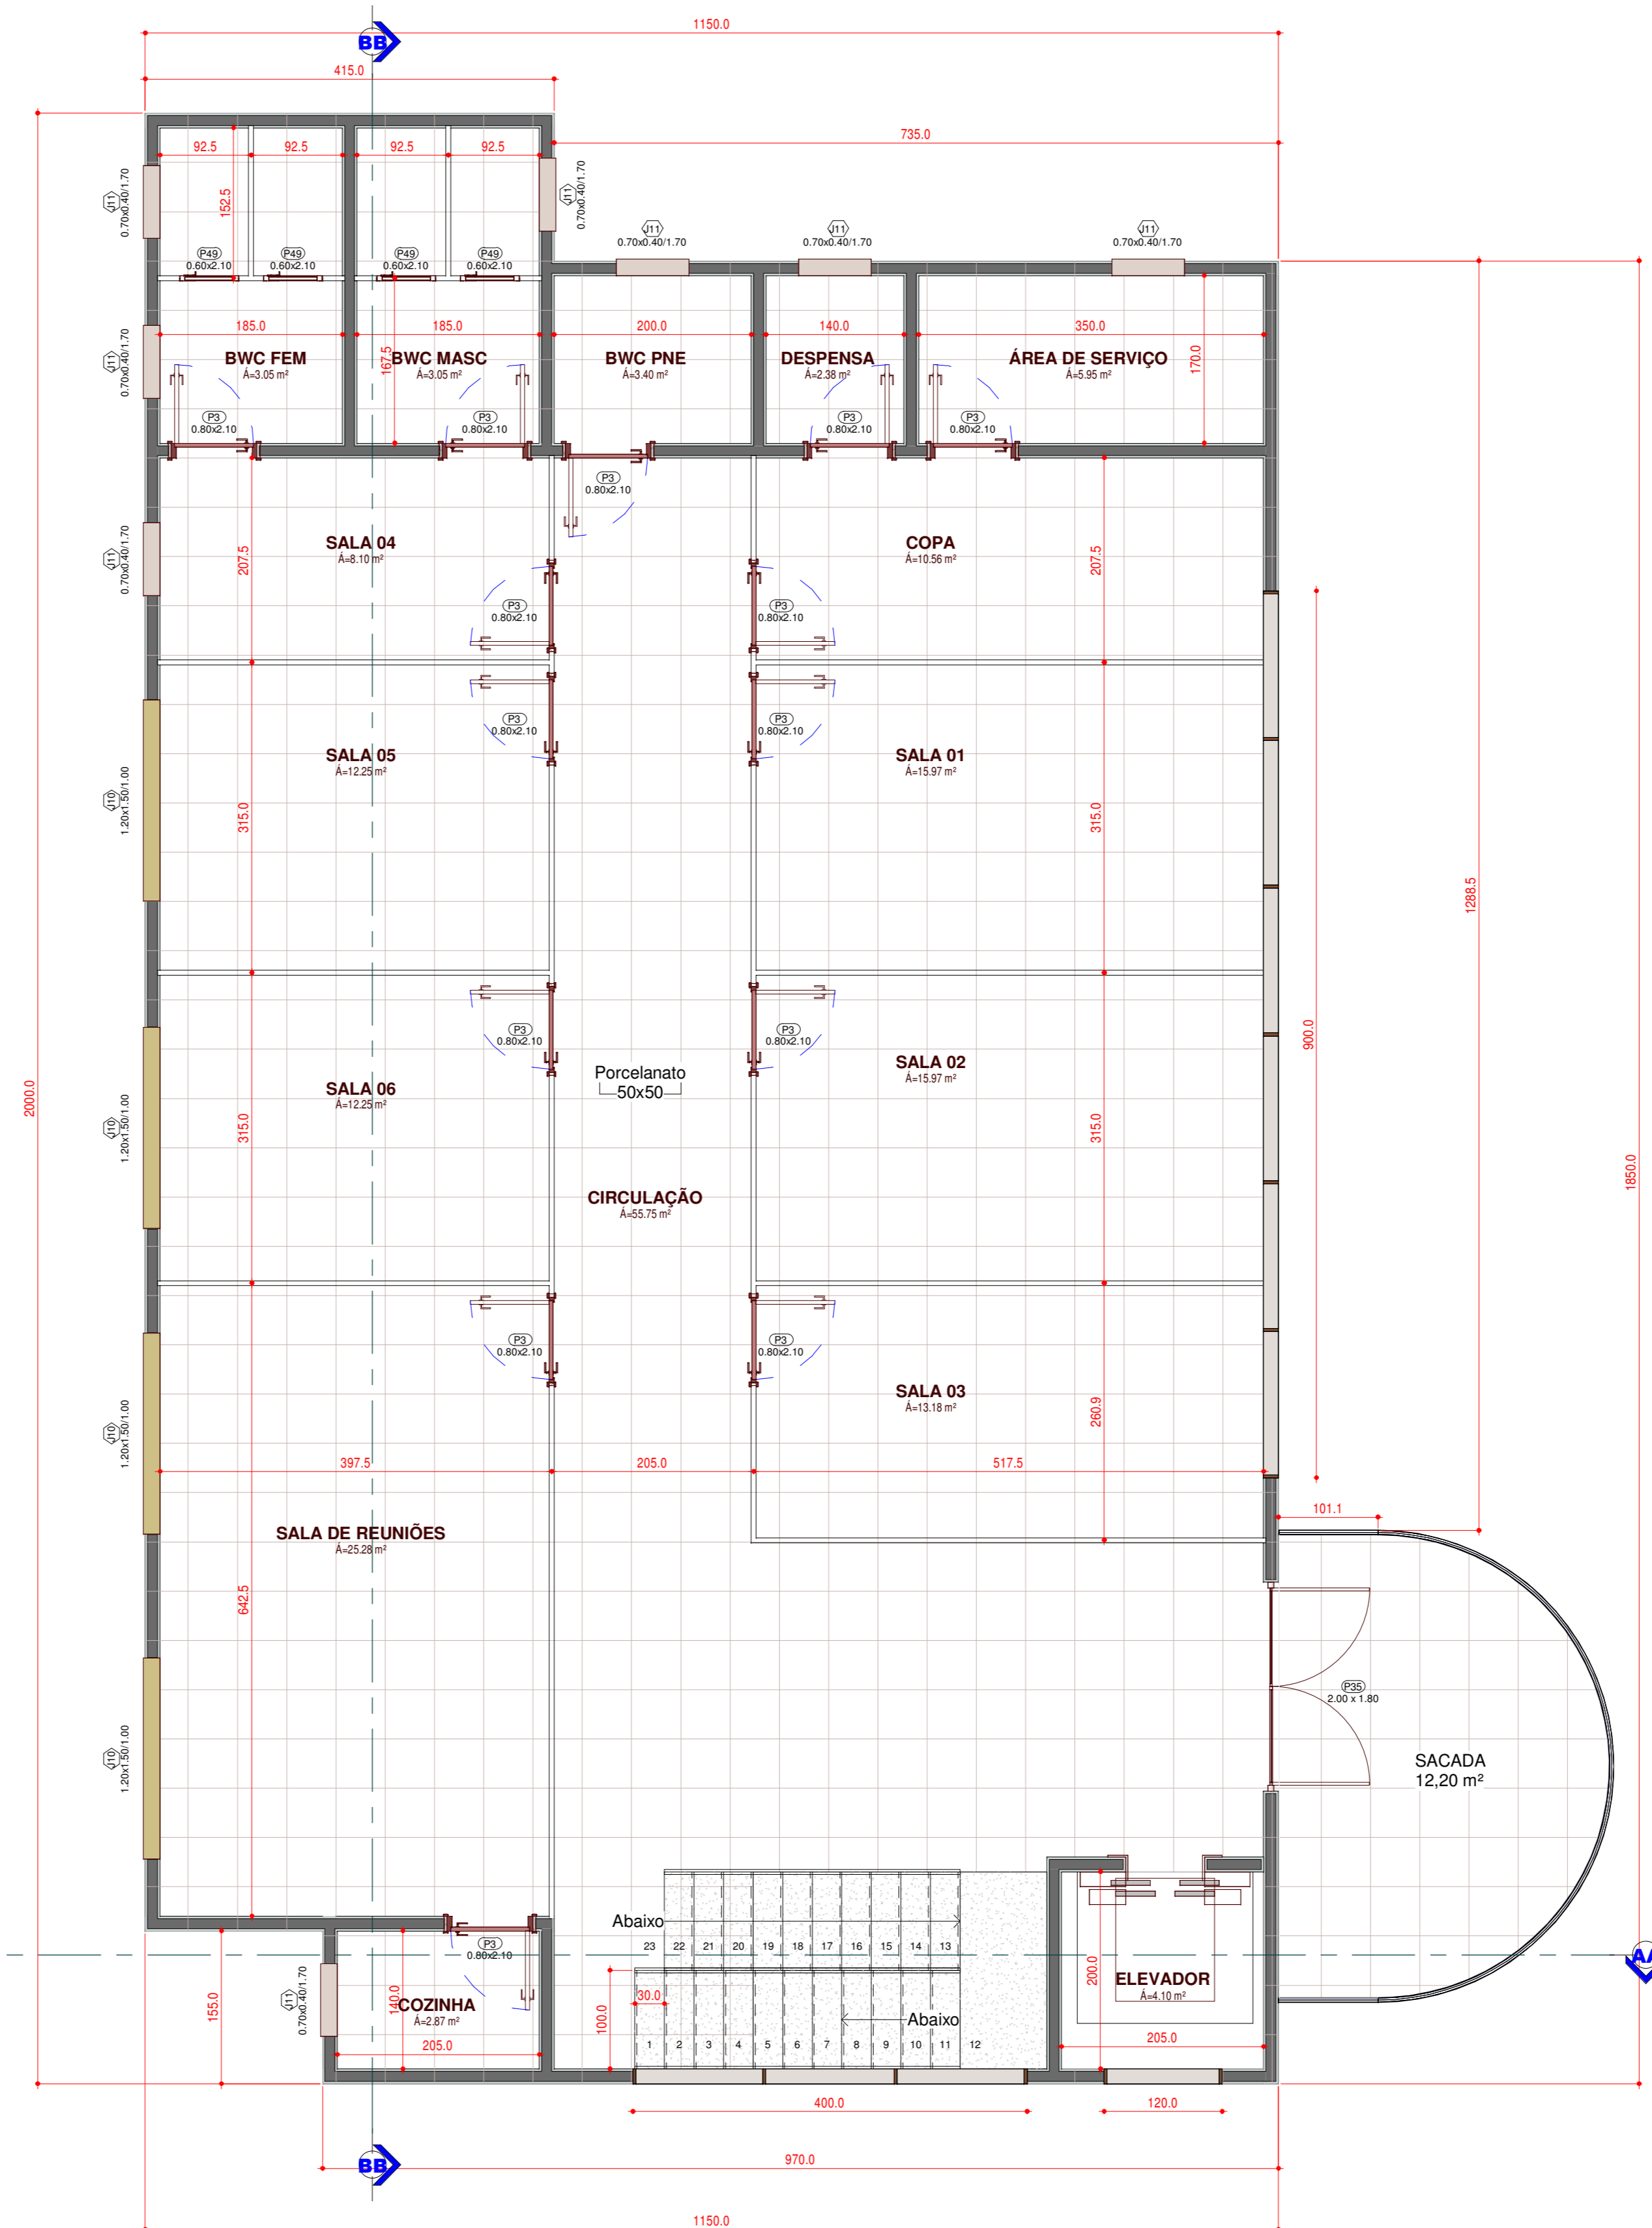 1150.0
BB
415.0
735.0
92.5
92.5
92.5
92.5
152.5
J11
0.70x0.40/1.70
J11
0.70x0.40/1.70
J11
0.70x0.40/1.70
J11
0.70x0.40/1.70
J11
0.70x0.40/1.70
P49
0.60x2.10
P49
0.60x2.10
P49
0.60x2.10
P49
0.60x2.10
185.0
185.0
200.0
140.0
350.0
J11
0.70x0.40/1.70
BWC FEM
Á=3.05 m²
BWC MASC
Á=3.05 m²
167.5
BWC PNE
Á=3.40 m²
DESPENSA
Á=2.38 m²
ÁREA DE SERVIÇO
Á=5.95 m²
170.0
P3
0.80x2.10
P3
0.80x2.10
P3
0.80x2.10
P3
0.80x2.10
P3
0.80x2.10
J11
0.70x0.40/1.70
207.5
SALA 04
Á=8.10 m²
COPA
Á=10.56 m²
207.5
P3
0.80x2.10
P3
0.80x2.10
P3
0.80x2.10
P3
0.80x2.10
J10
1.20x1.50/1.00
SALA 05
Á=12.25 m²
315.0
SALA 01
Á=15.97 m²
315.0
1288.5
P3
0.80x2.10
P3
0.80x2.10
900.0
2000.0
J10
1.20x1.50/1.00
SALA 06
Á=12.25 m²
315.0
Porcelanato
50x50
SALA 02
Á=15.97 m²
315.0
1850.0
CIRCULAÇÃO
Á=55.75 m²
P3
0.80x2.10
P3
0.80x2.10
J10
1.20x1.50/1.00
SALA 03
Á=13.18 m²
260.9
397.5
205.0
517.5
101.1
SALA DE REUNIÕES
Á=25.28 m²
642.5
P35
2.00 x 1.80
J10
1.20x1.50/1.00
SACADA
12,20 m²
Abaixo
23 22 21 20 19 18 17 16 15 14 13
P3
0.80x2.10
AA
J11
0.70x0.40/1.70
155.0
140.0
COZINHA
Á=2.87 m²
205.0
100.0
30.0
Abaixo
1 2 3 4 5 6 7 8 9 10 11 12
200.0
ELEVADOR
Á=4.10 m²
205.0
400.0
120.0
BB
970.0
1150.0